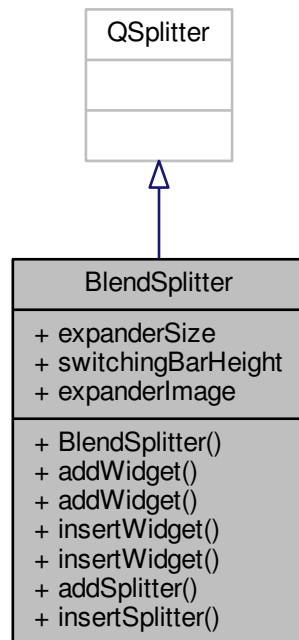 QSplitter
BlendSplitter
+ expanderSize
+ switchingBarHeight
+ expanderImage
+ BlendSplitter()
+ addWidget()
+ addWidget()
+ insertWidget()
+ insertWidget()
+ addSplitter()
+ insertSplitter()